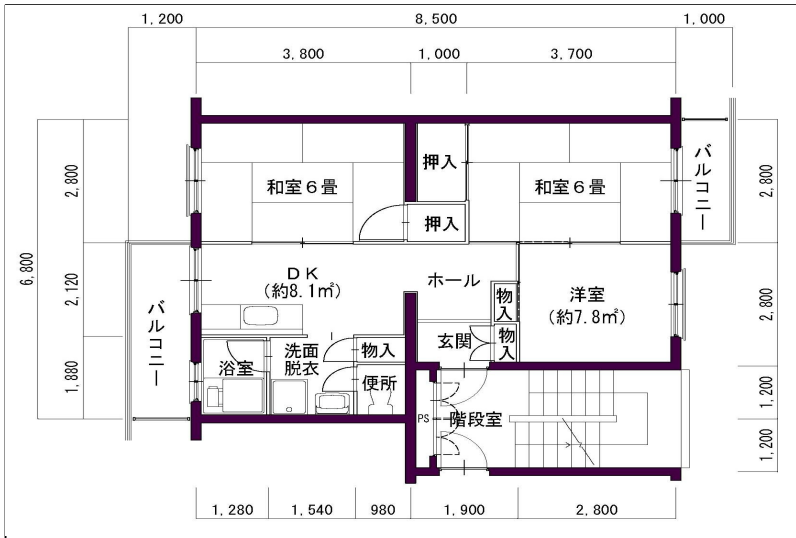 1,200
8,500
1,000
3,800
1,000
3,700
和室6畳
押入
押入
和室6畳
バルコニー
2,800
2,120
1,880
6,800
2,800
2,800
1,200
1,200
DK
(約8.1㎡)
ホール
物入
洋室
(約7.8㎡)
バルコニー
玄関
物入
浴室
洗面
脱衣
物入
便所
PS
階段室
1,280
1,540
980
1,900
2,800